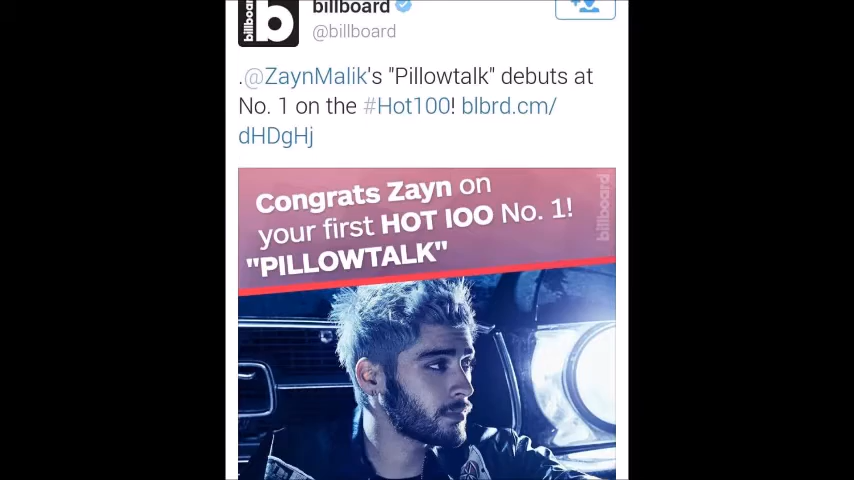 billboard
b
billboard
@billboard
.@ZaynMalik's "Pillowtalk" debuts at
No. 1 on the #Hot100! blbrd.cm/
dHDgHj
Congrats Zayn on
your first HOT 100 No. 1!
"PILLOWTALK"
billboard